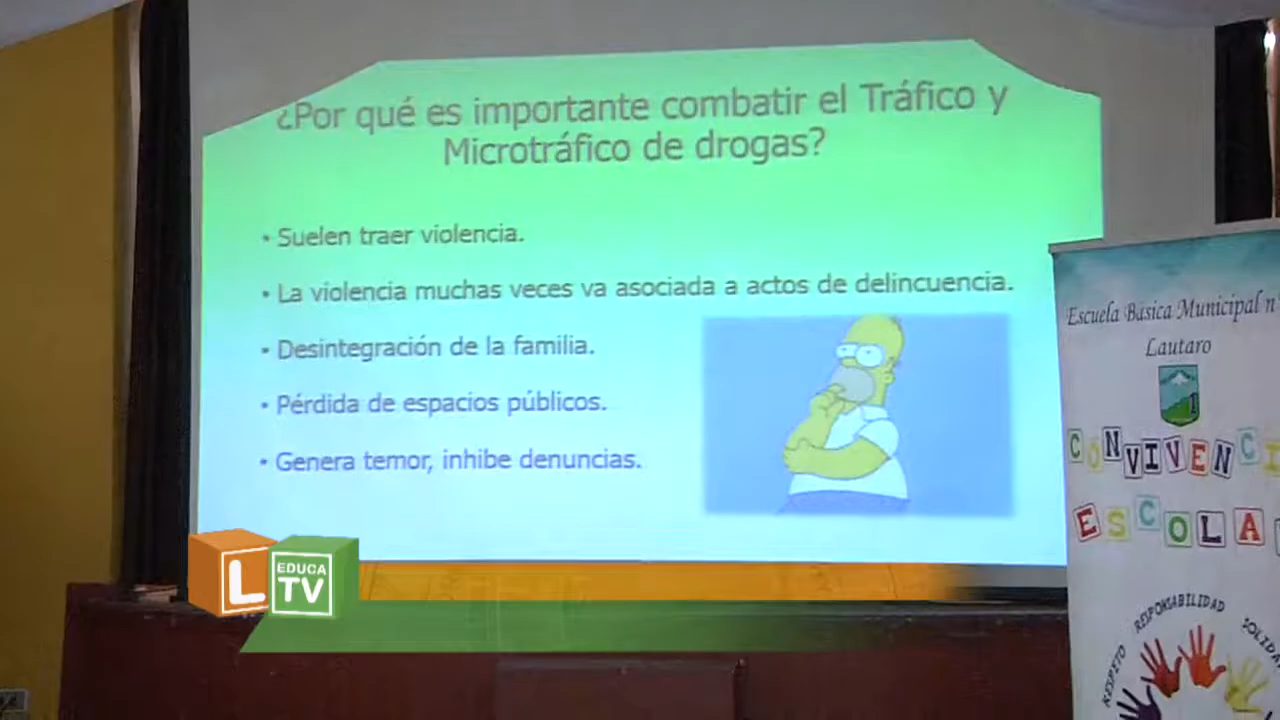 ¿Por qué es importante combatir el Tráfico y
Microtráfico de drogas?
• Suelen traer violencia.
• La violencia muchas veces va asociada a actos de delincuencia.
• Desintegración de la familia.
• Pérdida de espacios públicos.
• Genera temor, inhibe denuncias.
Escuela Básica Municipal n
Lautaro
CONVIVENCI
ESCOLA
RESPETO
RESPONSABILIDAD
SOLIDA
L EDUCA
TV